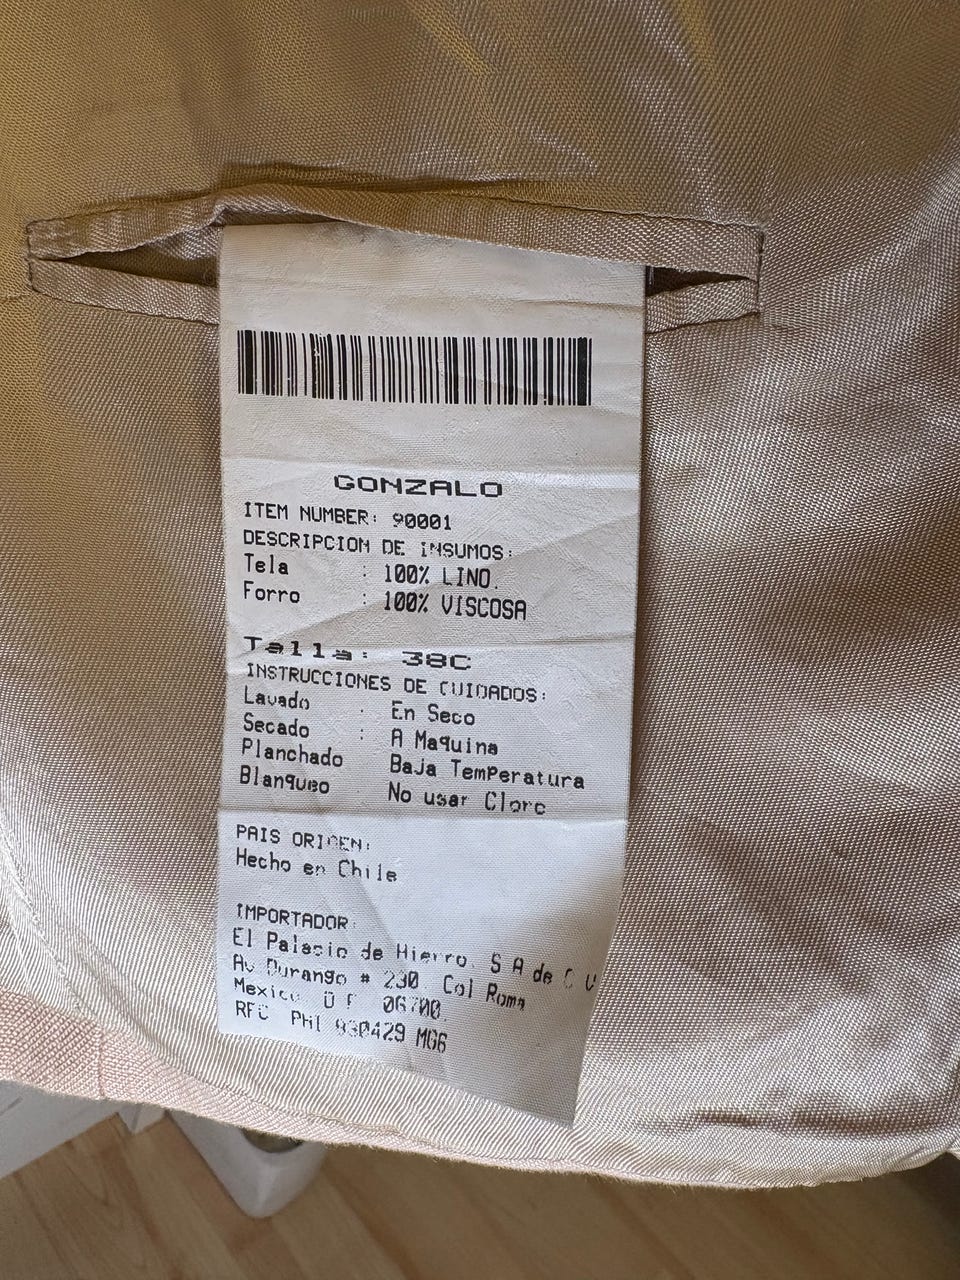 GONZALO
ITEM NUMBER: 90001
DESCRIPCION DE INSUMOS:
Tela : 100% LINO.
Forro : 100% VISCOSA
Talla: 38C
INSTRUCCIONES DE CUIDADOS:
Lavado : En Seco
Secado : A Maquina
Planchado Baja Temperatura
Blanqueo No usar Cloro
PAIS ORIGEN:
Hecho en Chile
IMPORTADOR:
El Palacio de Hierro, S A de C V
Av Durango # 230 Col Roma
Mexico D F 06700
RFC PHI 830429 MG6